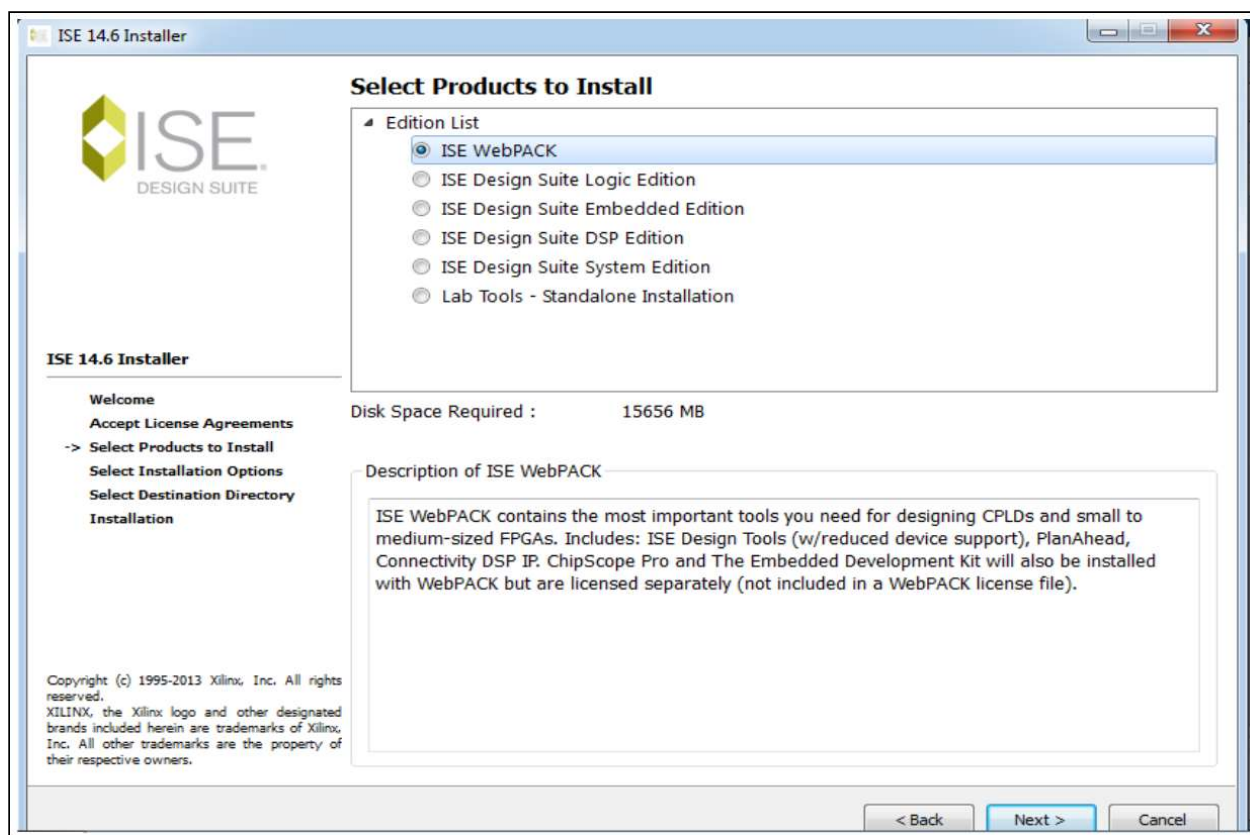 ISE 14.6 Installer
ISE.
DESIGN SUITE
ISE 14.6 Installer
Welcome
Accept License Agreements
-> Select Products to Install
Select Installation Options
Select Destination Directory
Installation
Copyright (c) 1995-2013 Xilinx, Inc. All rights
reserved.
XILINX, the Xilinx logo and other designated
brands included herein are trademarks of Xilinx,
Inc. All other trademarks are the property of
their respective owners.
Select Products to Install
Edition List
ISE WebPACK
ISE Design Suite Logic Edition
ISE Design Suite Embedded Edition
ISE Design Suite DSP Edition
ISE Design Suite System Edition
Lab Tools - Standalone Installation
Disk Space Required : 15656 MB
Description of ISE WebPACK
ISE WebPACK contains the most important tools you need for designing CPLDs and small to
medium-sized FPGAs. Includes: ISE Design Tools (w/reduced device support), PlanAhead,
Connectivity DSP IP. ChipScope Pro and The Embedded Development Kit will also be installed
with WebPACK but are licensed separately (not included in a WebPACK license file).
< Back Next > Cancel